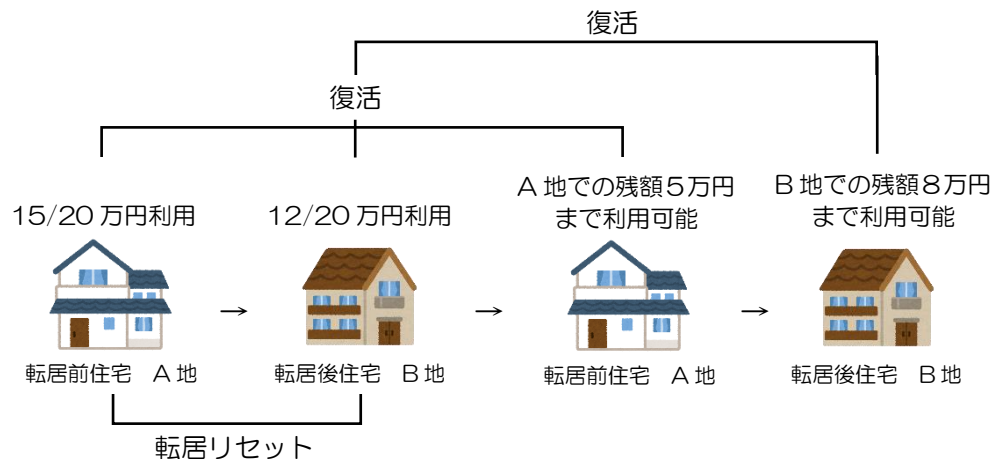 復活
復活
A 地での残額5万円
まで利用可能
B 地での残額8万円
まで利用可能
15/20 万円利用
12/20 万円利用
→
→
→
転居前住宅　A 地
転居後住宅　B 地
転居前住宅　A 地
転居後住宅　B 地
転居リセット